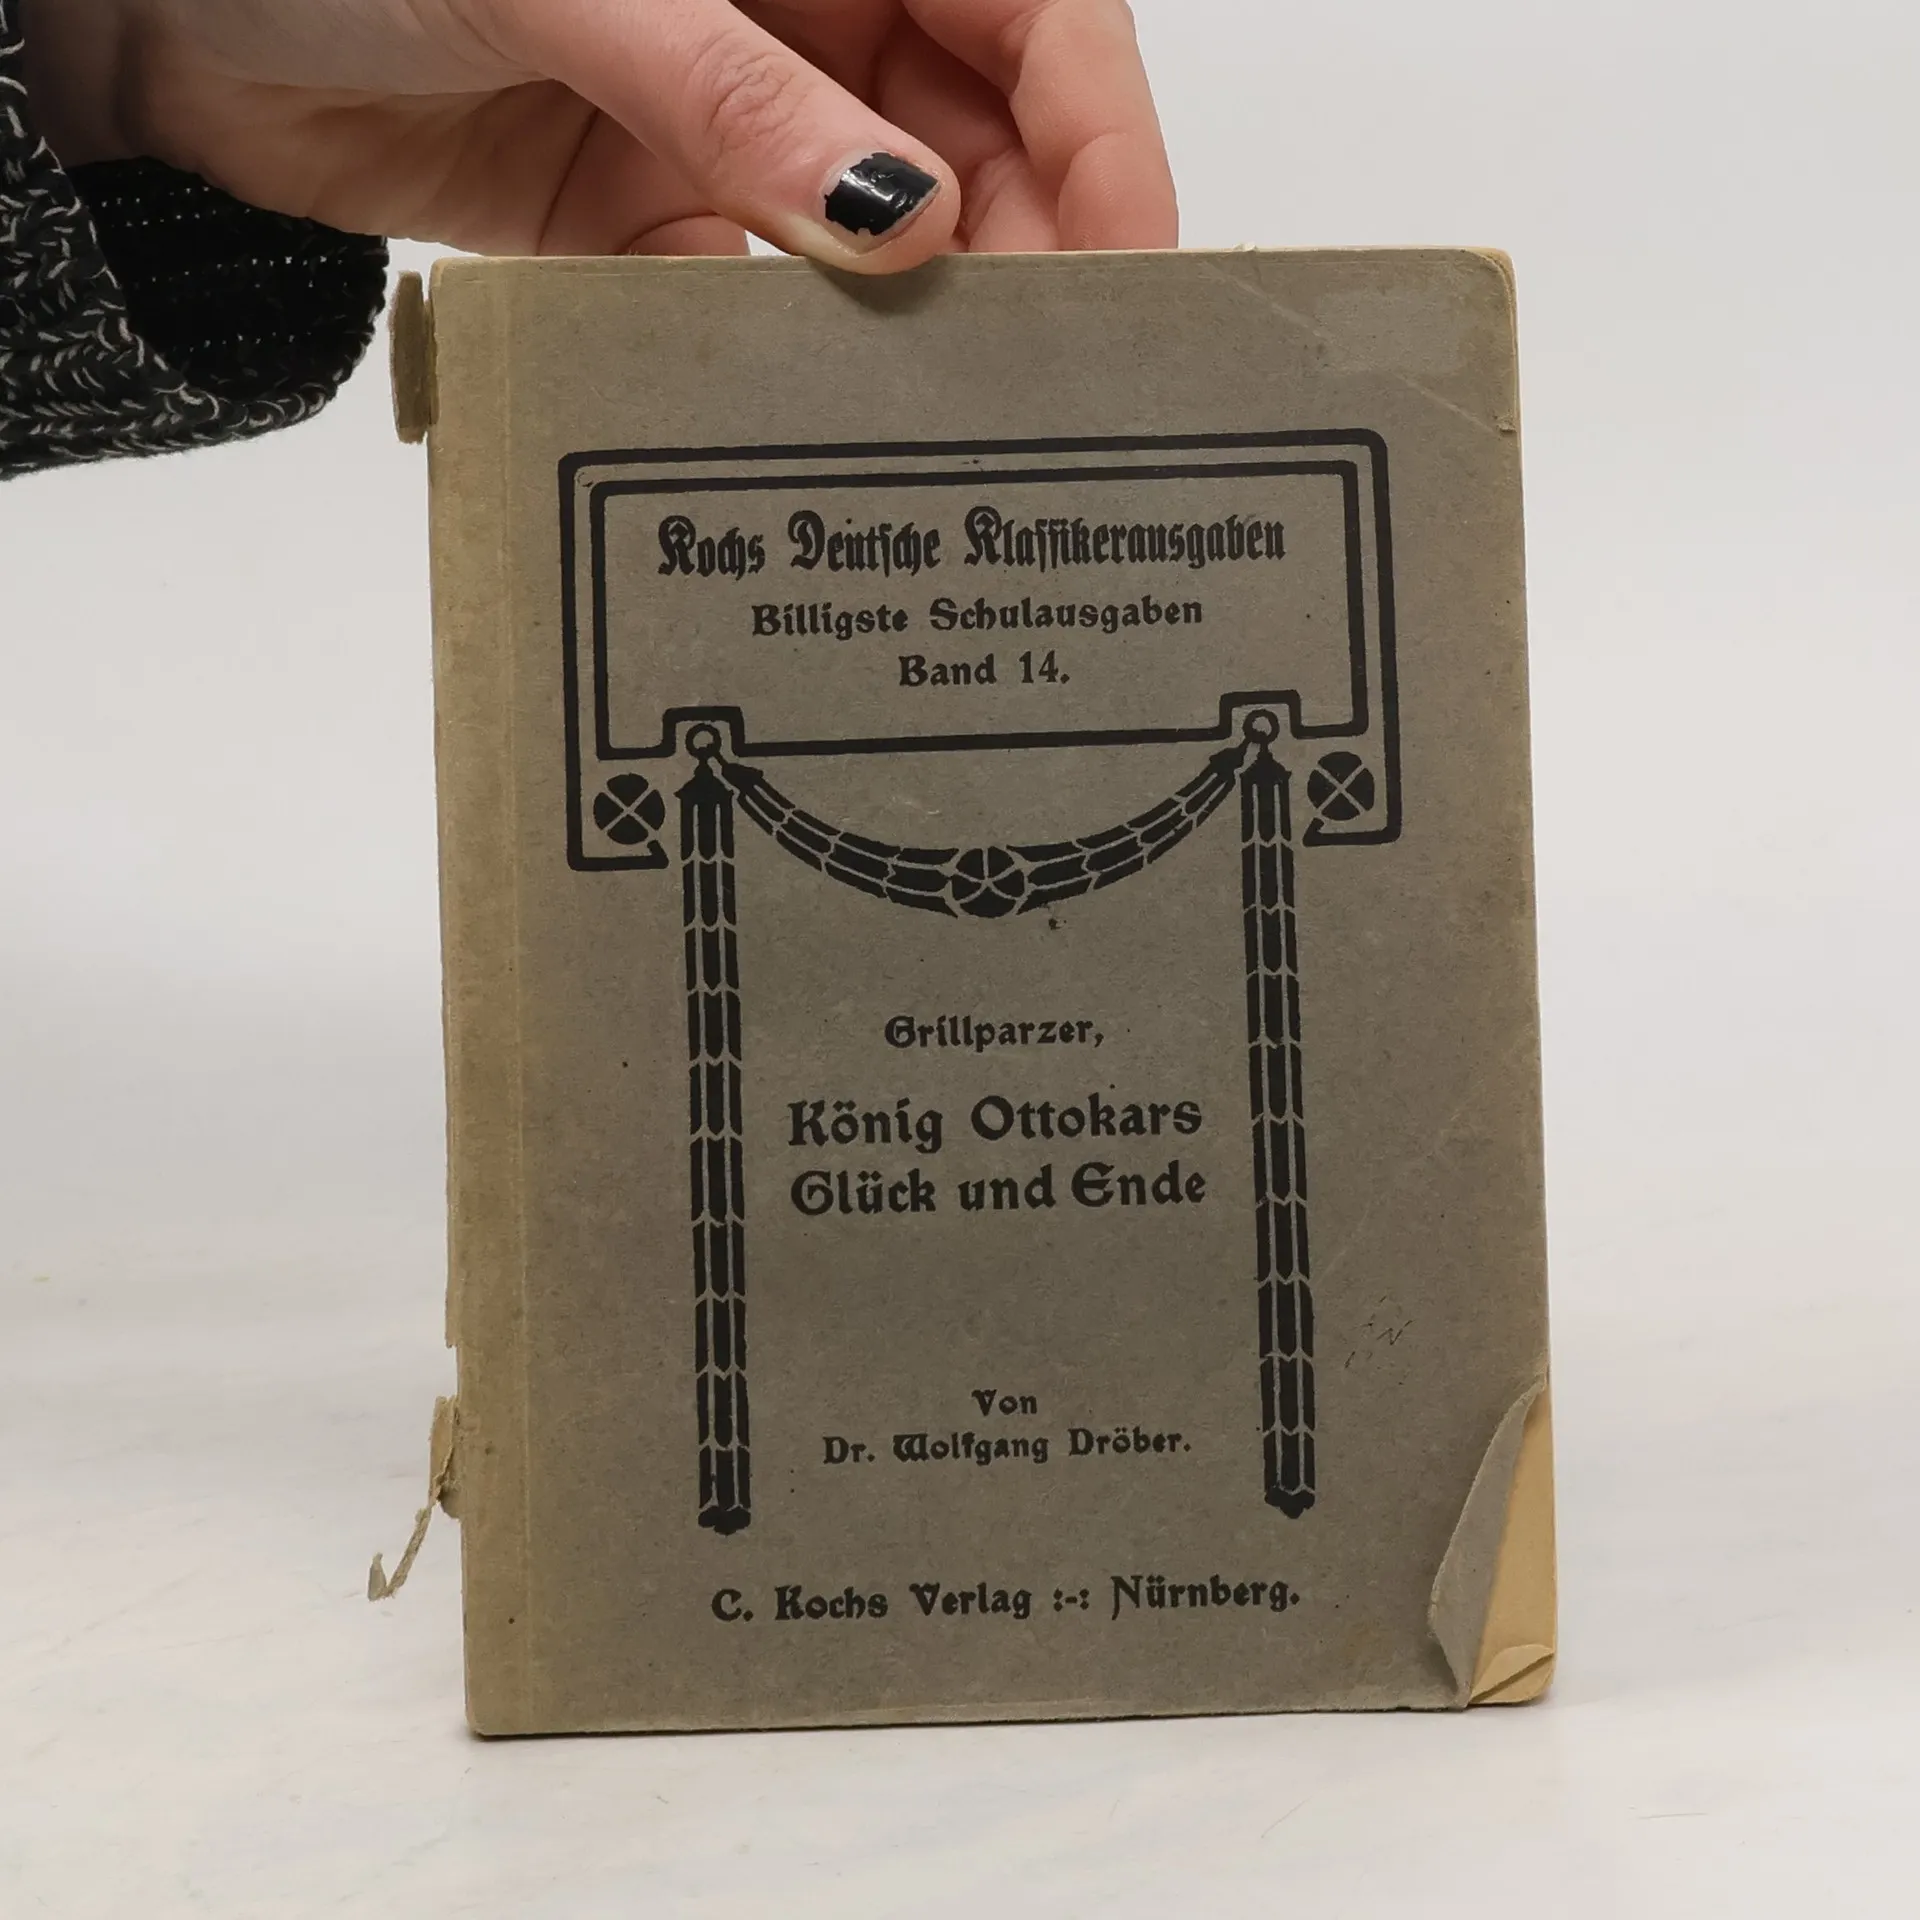 Kochs Deutsche Klassikerausgaben
Billigste Schulausgaben
Band 14.
Grillparzer,
König Ottokars
Glück und Ende
Von
Dr. Wolfgang Dröber.
C. Kochs Verlag :-: Nürnberg.